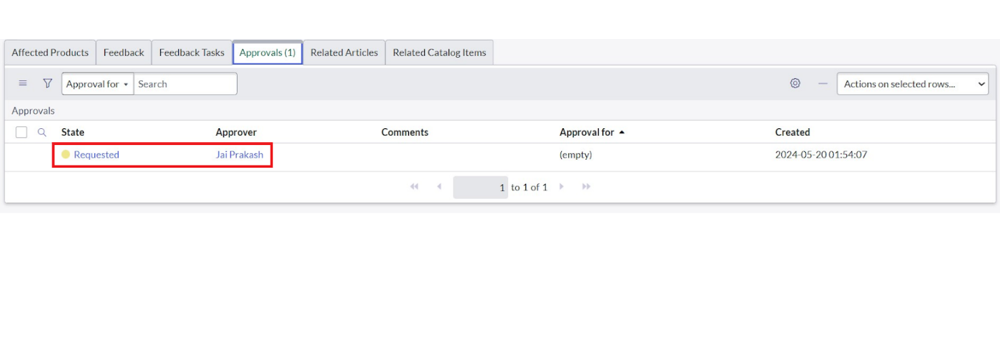 Affected Products Feedback Feedback Tasks Approvals (1) Related Articles Related Catalog Items
Approval for Search Actions on selected rows...
Approvals
State Approver Comments Approval for Created
Requested Jai Prakash (empty) 2024-05-20 01:54:07
1 to 1 of 1